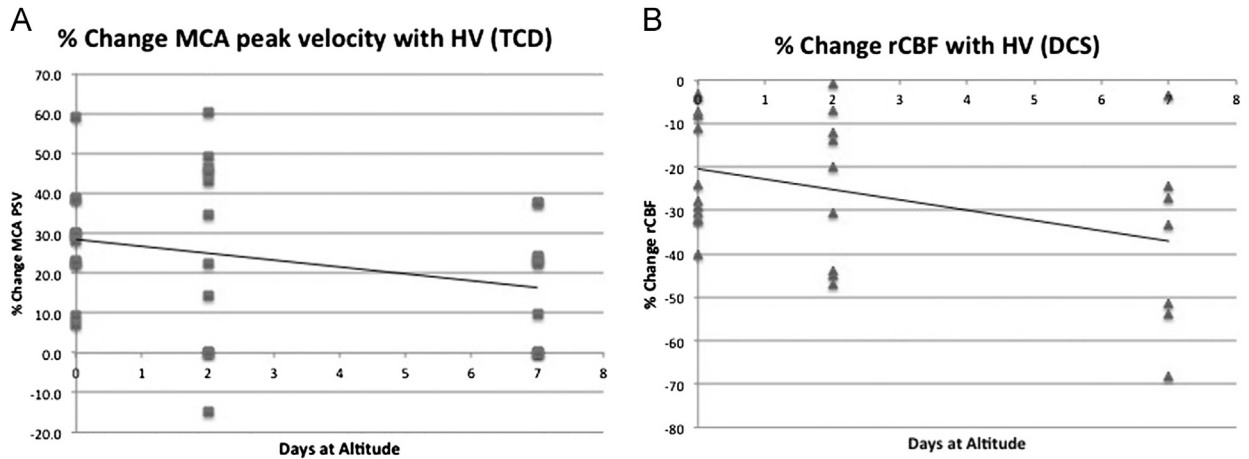 A
% Change MCA peak velocity with HV (TCD)
% Change MCA PSV
70.0
60.0
50.0
40.0
30.0
20.0
10.0
0.0
-10.0
-20.0
0 1 2 3 4 5 6 7 8
Days at Altitude
B
% Change rCBF with HV (DCS)
% Change rCBF
0
-10
-20
-30
-40
-50
-60
-70
-80
0 1 2 3 4 5 6 7 8
Days at Altitude